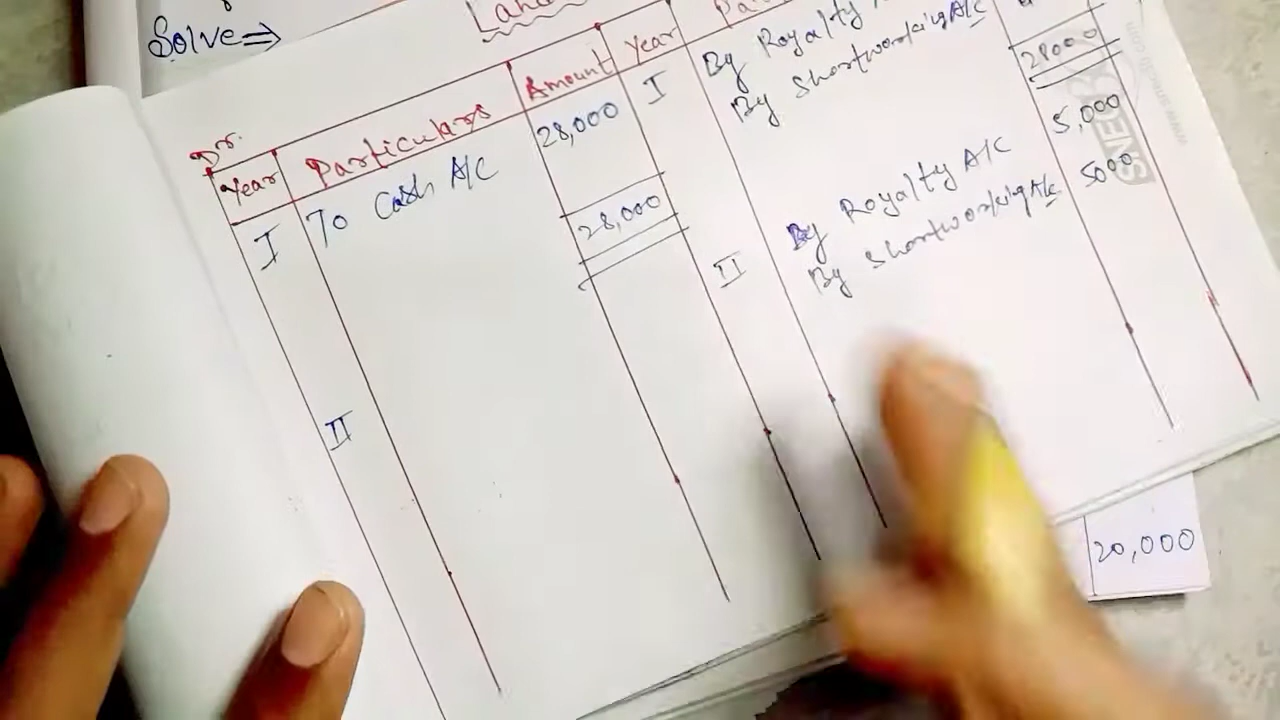 Solve⇒
Dr.
Year Particulars Amount Year
I To Cash A/c 28,000 I By Royalty
By Shortworking A/c
28,000 28000
II II By Royalty A/C 5,000
By Shortworking A/c 5000
20,000